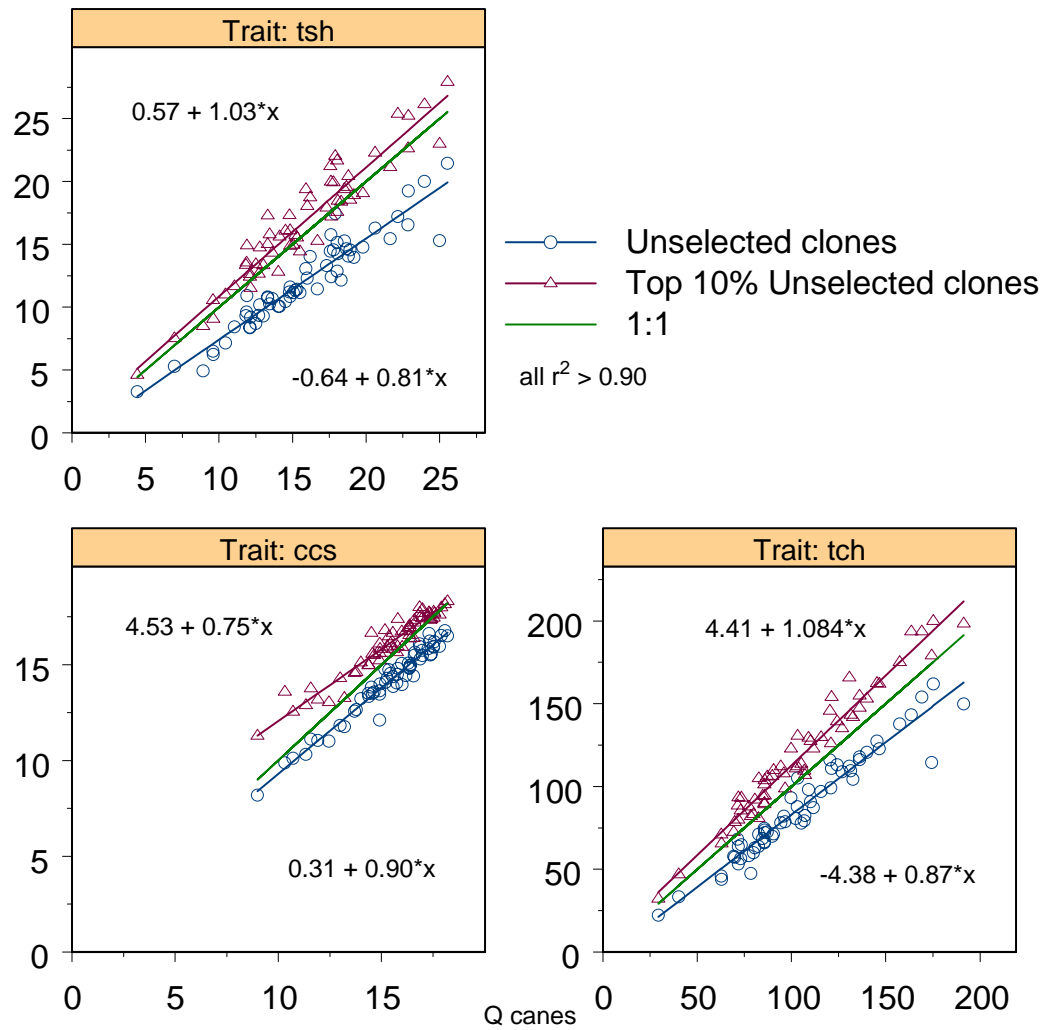 Trait: tsh
0.57 + 1.03*x
-0.64 + 0.81*x
25
20
15
10
5
0
0 5 10 15 20 25
Unselected clones
Top 10% Unselected clones
1:1
all r² > 0.90
Trait: ccs
4.53 + 0.75*x
0.31 + 0.90*x
15
10
5
0
0 5 10 15
Trait: tch
4.41 + 1.084*x
-4.38 + 0.87*x
200
150
100
50
0
0 50 100 150 200
Q canes